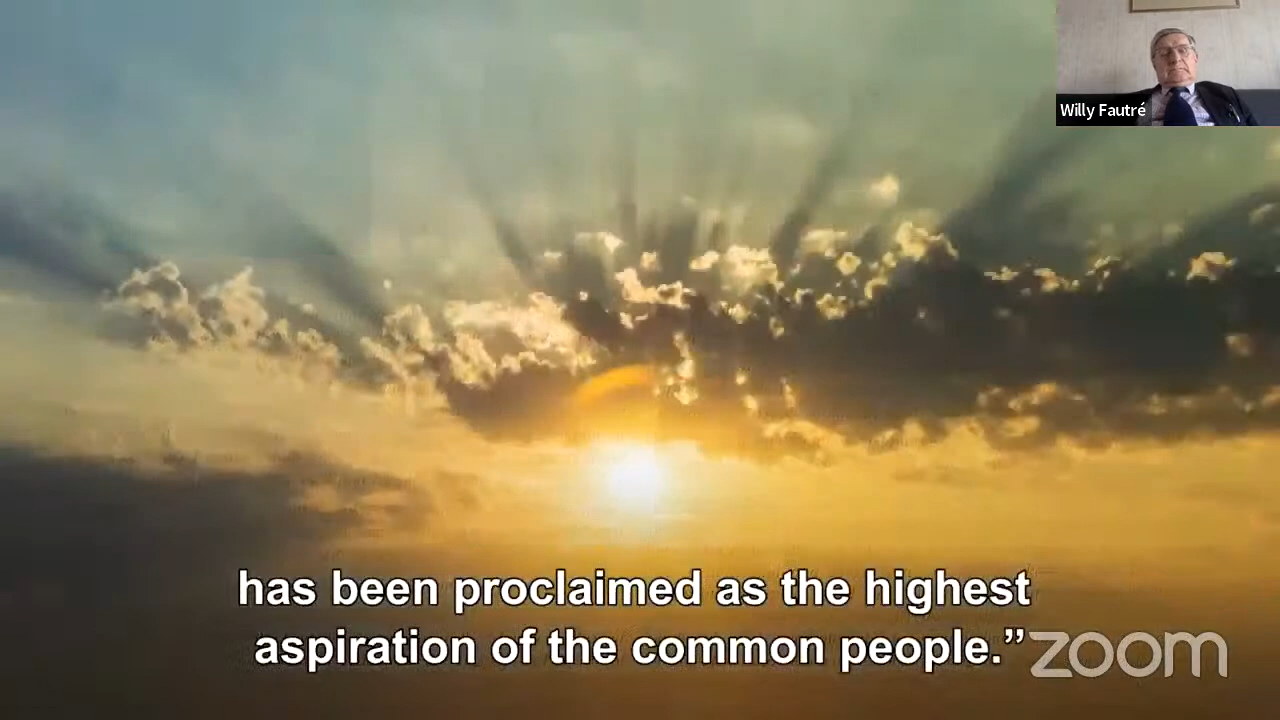 Willy Fautré
has been proclaimed as the highest
aspiration of the common people.”
zoom